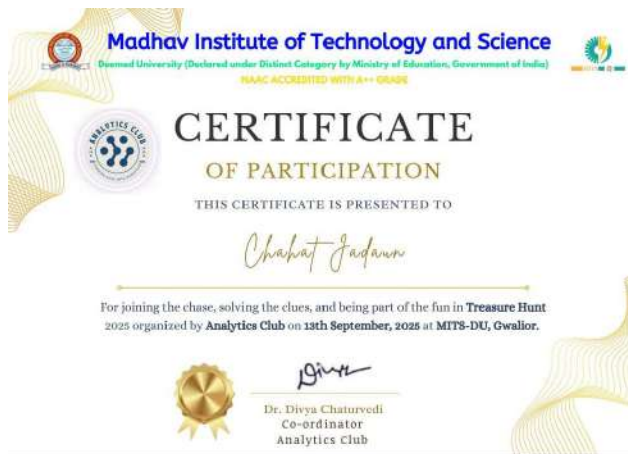 Madhav Institute of Technology and Science
Deemed University (Declared under Distinct Category by Ministry of Education, Government of India)
NAAC ACCREDITED WITH A++ GRADE
ANALYTICS CLUB
CERTIFICATE
OF PARTICIPATION
THIS CERTIFICATE IS PRESENTED TO
Chahat Jadaun
For joining the chase, solving the clues, and being part of the fun in Treasure Hunt
2025 organized by Analytics Club on 13th September, 2025 at MITS-DU, Gwalior.
Divya
Dr. Divya Chaturvedi
Co-ordinator
Analytics Club